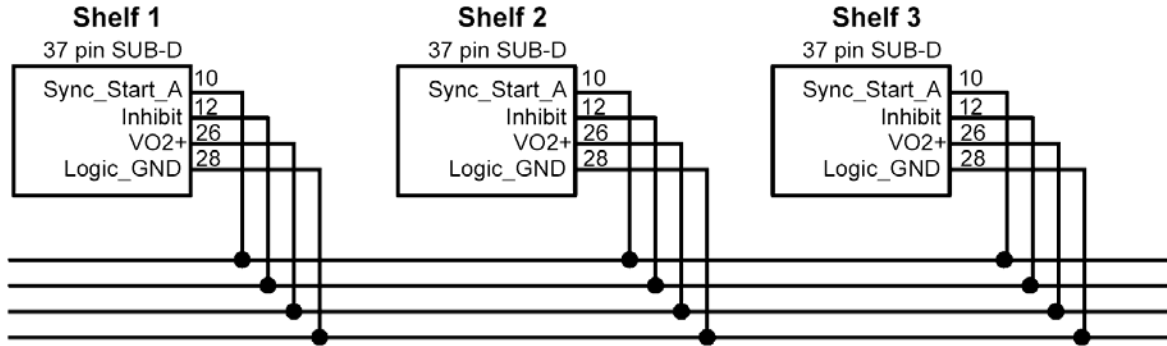 Shelf 1
37 pin SUB-D
Sync_Start_A 10
Inhibit 12
VO2+ 26
Logic_GND 28
Shelf 2
37 pin SUB-D
Sync_Start_A 10
Inhibit 12
VO2+ 26
Logic_GND 28
Shelf 3
37 pin SUB-D
Sync_Start_A 10
Inhibit 12
VO2+ 26
Logic_GND 28